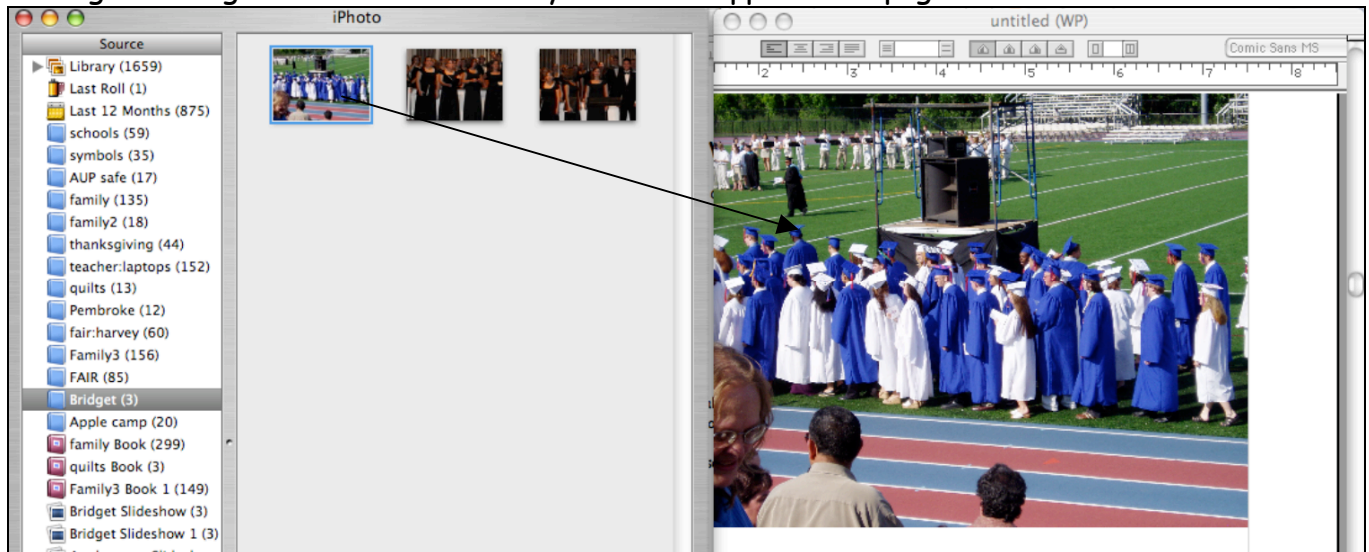 iPhoto
untitled (WP)
Source
Library (1659)
Last Roll (1)
Last 12 Months (875)
schools (59)
symbols (35)
AUP safe (17)
family (135)
family2 (18)
thanksgiving (44)
teacher:laptops (152)
quilts (13)
Pembroke (12)
fair:harvey (60)
Family3 (156)
FAIR (85)
Bridget (3)
Apple camp (20)
family Book (299)
quilts Book (3)
Family3 Book 1 (149)
Bridget Slideshow (3)
Bridget Slideshow 1 (3)
Comic Sans MS
2 3 4 5 6 7 8